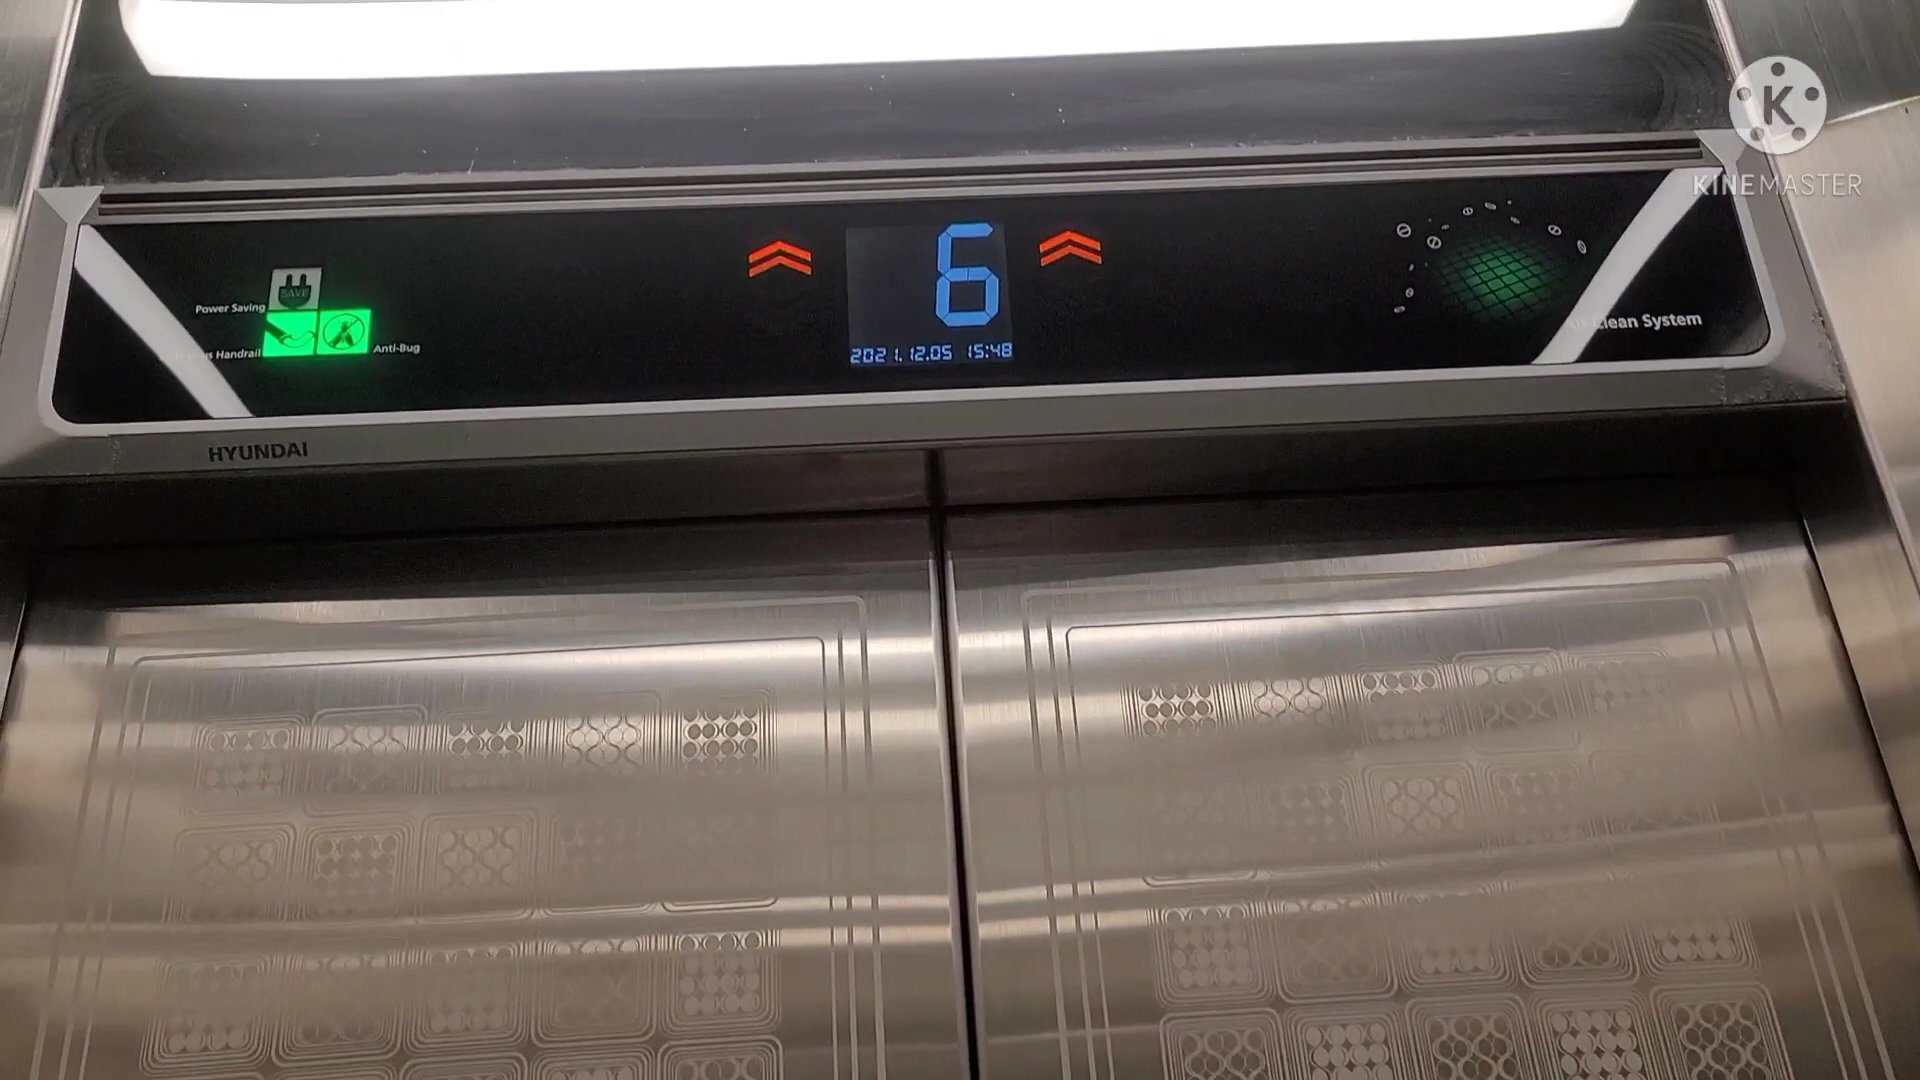 KINEMASTER
6
SAVE
Power Saving
Handrail
Anti-Bug
2021.12.05 15:48
Clean System
HYUNDAI